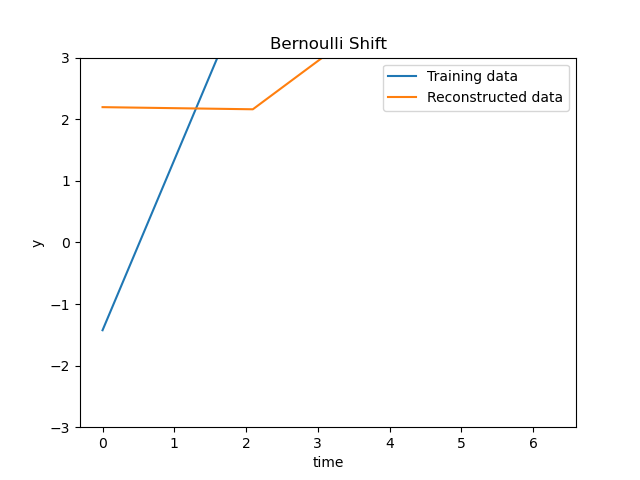 Bernoulli Shift
Training data
Reconstructed data
3
2
1
0
−1
−2
−3
y
0 1 2 3 4 5 6
time